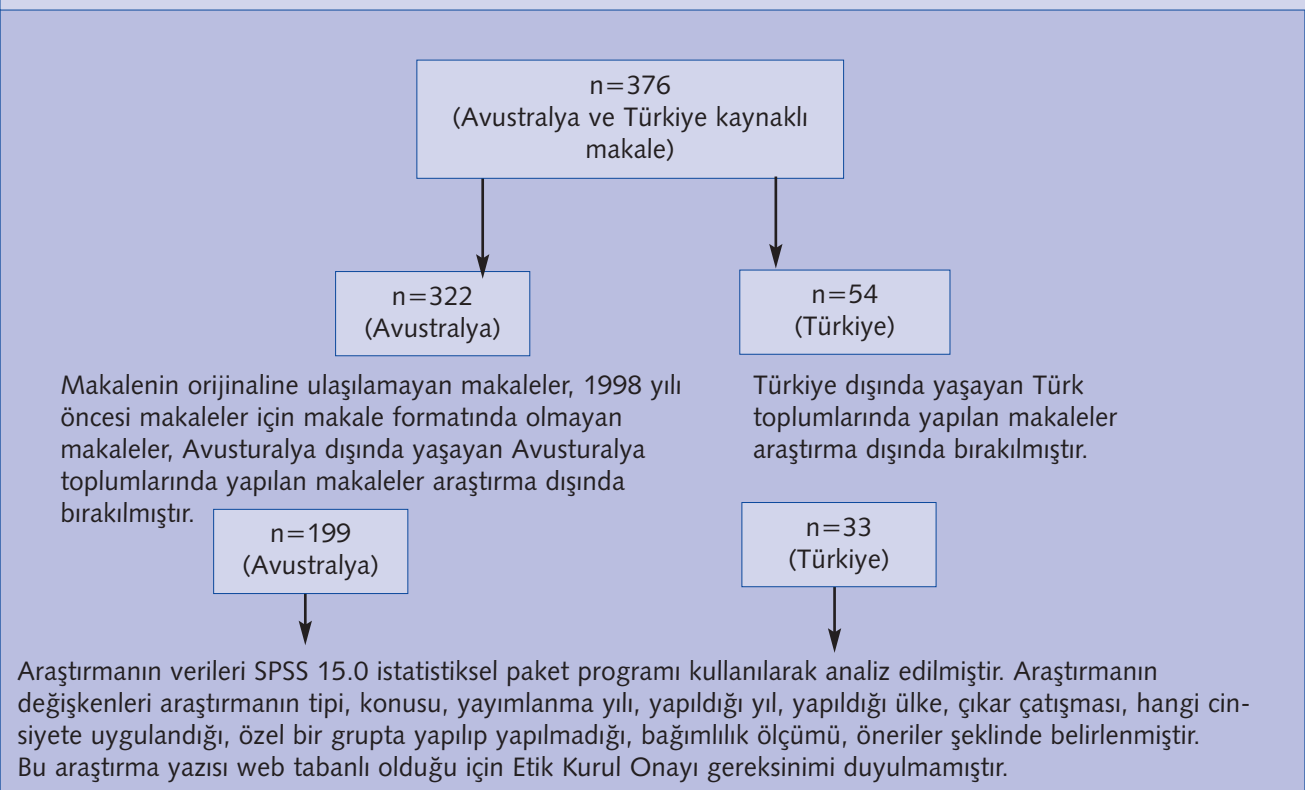 n=376
(Avustralya ve Türkiye kaynaklı
makale)
n=322
(Avustralya)
n=54
(Türkiye)
Makalenin orijinaline ulaşılamayan makaleler, 1998 yılı
öncesi makaleler için makale formatında olmayan
makaleler, Avusturalya dışında yaşayan Avusturalya
toplumlarında yapılan makaleler araştırma dışında
bırakılmıştır.
Türkiye dışında yaşayan Türk
toplumlarında yapılan makaleler
araştırma dışında bırakılmıştır.
n=199
(Avustralya)
n=33
(Türkiye)
Araştırmanın verileri SPSS 15.0 istatistiksel paket programı kullanılarak analiz edilmiştir. Araştırmanın
değişkenleri araştırmanın tipi, konusu, yayımlanma yılı, yapıldığı yıl, yapıldığı ülke, çıkar çatışması, hangi cin-
siyete uygulandığı, özel bir grupta yapılıp yapılmadığı, bağımlılık ölçümü, öneriler şeklinde belirlenmiştir.
Bu araştırma yazısı web tabanlı olduğu için Etik Kurul Onayı gereksinimi duyulmamıştır.